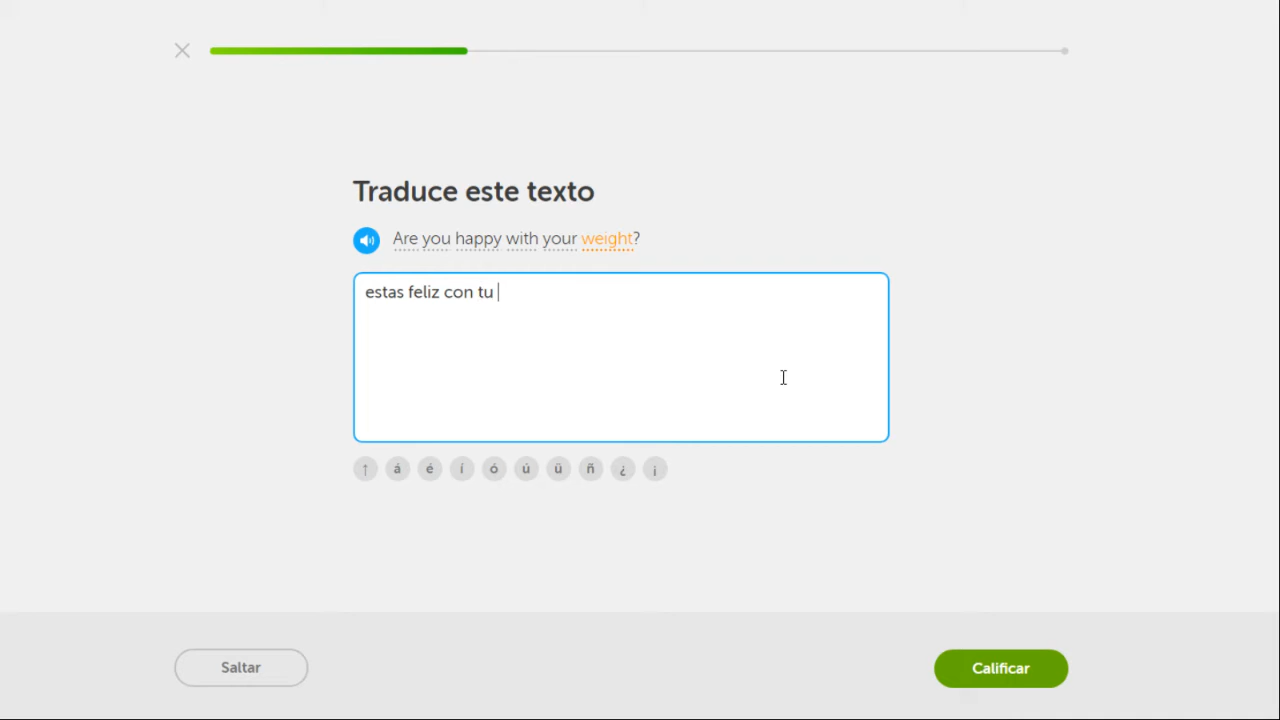 Traduce este texto
Are you happy with your weight?
estas feliz con tu
↑ á é í ó ú ü ñ ¿ ¡
Saltar
Calificar